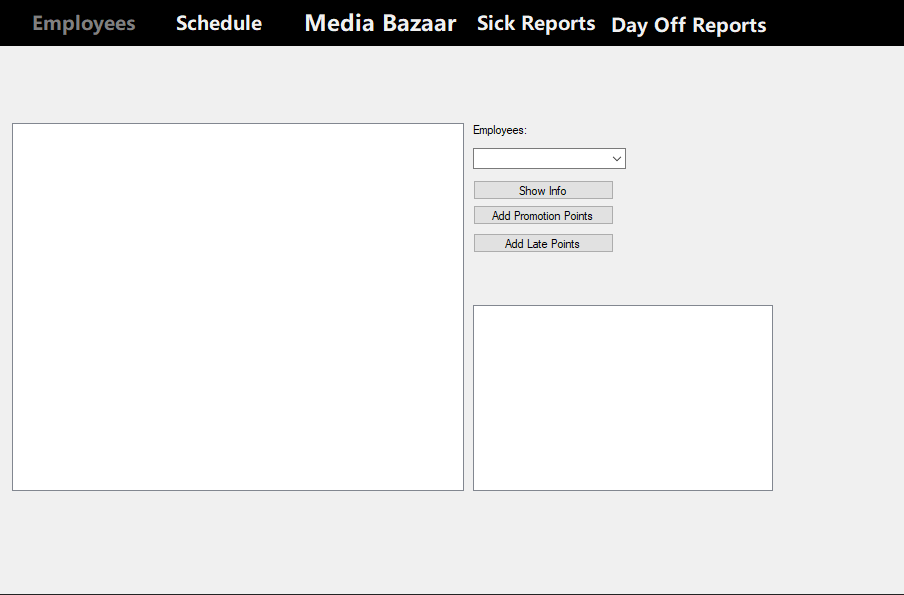 Employees Schedule Media Bazaar Sick Reports Day Off Reports
Employees:
Show Info
Add Promotion Points
Add Late Points